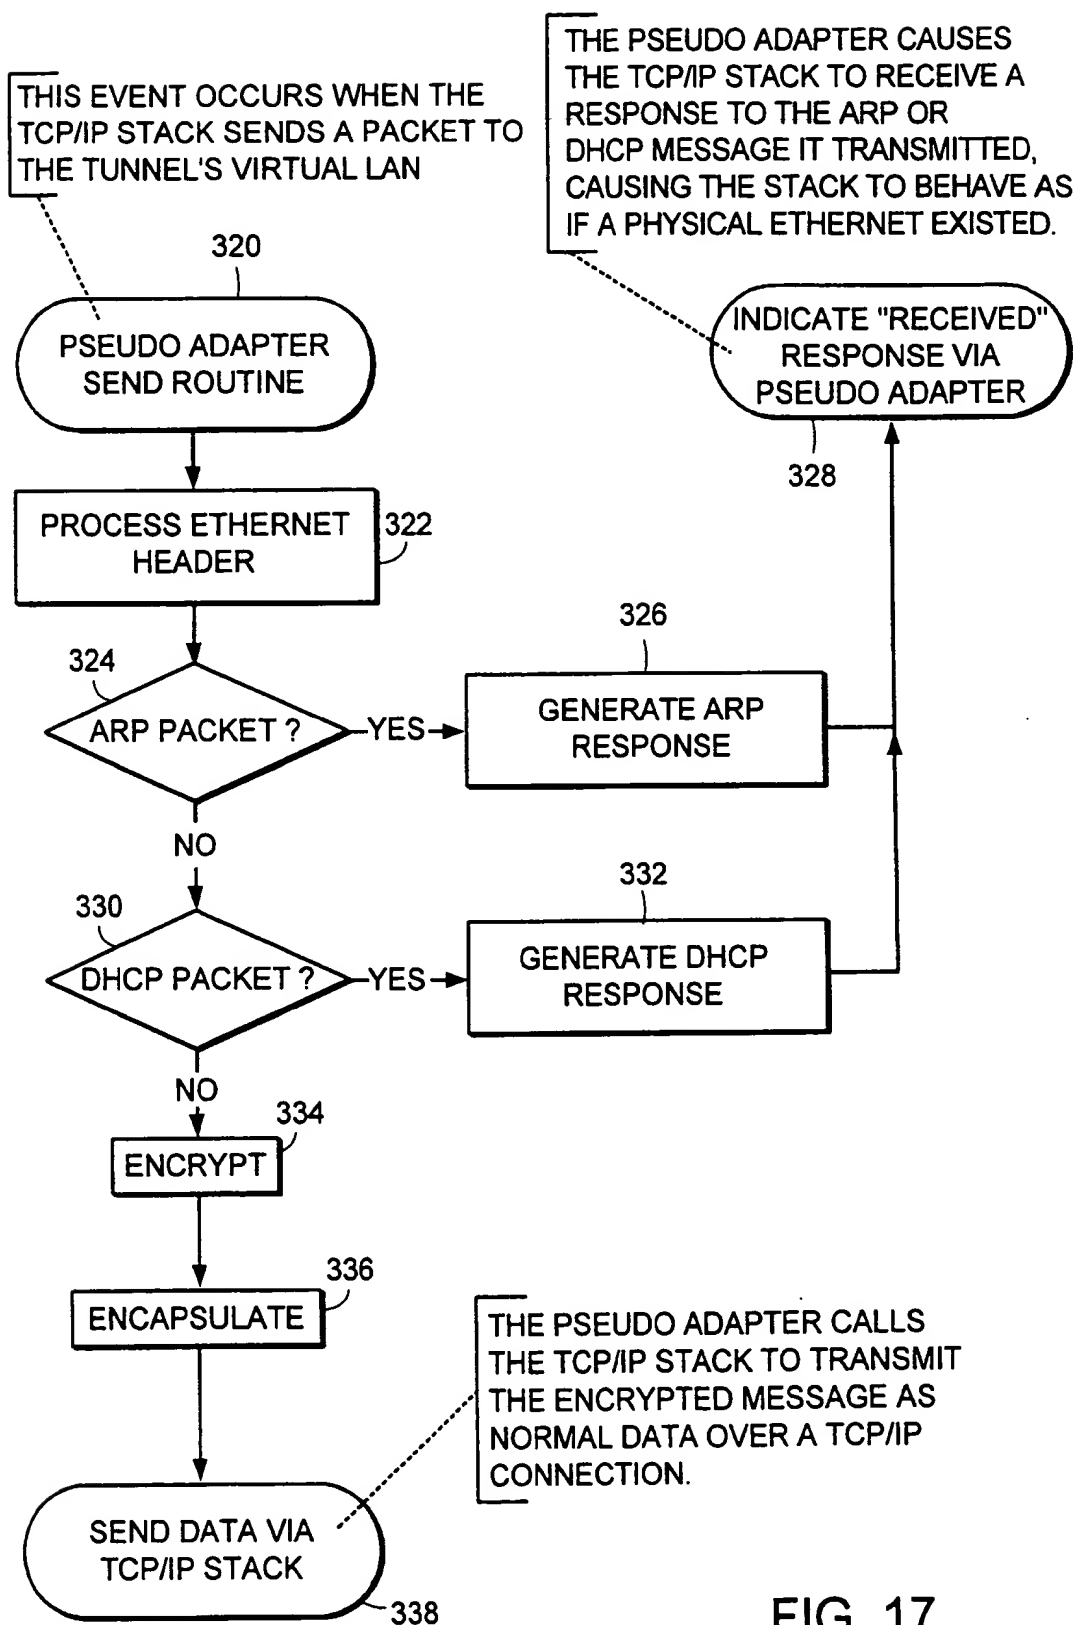 THIS EVENT OCCURS WHEN THE
TCP/IP STACK SENDS A PACKET TO
THE TUNNEL'S VIRTUAL LAN
THE PSEUDO ADAPTER CAUSES
THE TCP/IP STACK TO RECEIVE A
RESPONSE TO THE ARP OR
DHCP MESSAGE IT TRANSMITTED,
CAUSING THE STACK TO BEHAVE AS
IF A PHYSICAL ETHERNET EXISTED.
320
PSEUDO ADAPTER
SEND ROUTINE
INDICATE "RECEIVED"
RESPONSE VIA
PSEUDO ADAPTER
328
PROCESS ETHERNET
HEADER
322
324
ARP PACKET ?
YES
326
GENERATE ARP
RESPONSE
NO
330
DHCP PACKET ?
YES
332
GENERATE DHCP
RESPONSE
NO
334
ENCRYPT
336
ENCAPSULATE
THE PSEUDO ADAPTER CALLS
THE TCP/IP STACK TO TRANSMIT
THE ENCRYPTED MESSAGE AS
NORMAL DATA OVER A TCP/IP
CONNECTION.
SEND DATA VIA
TCP/IP STACK
338
FIG. 17